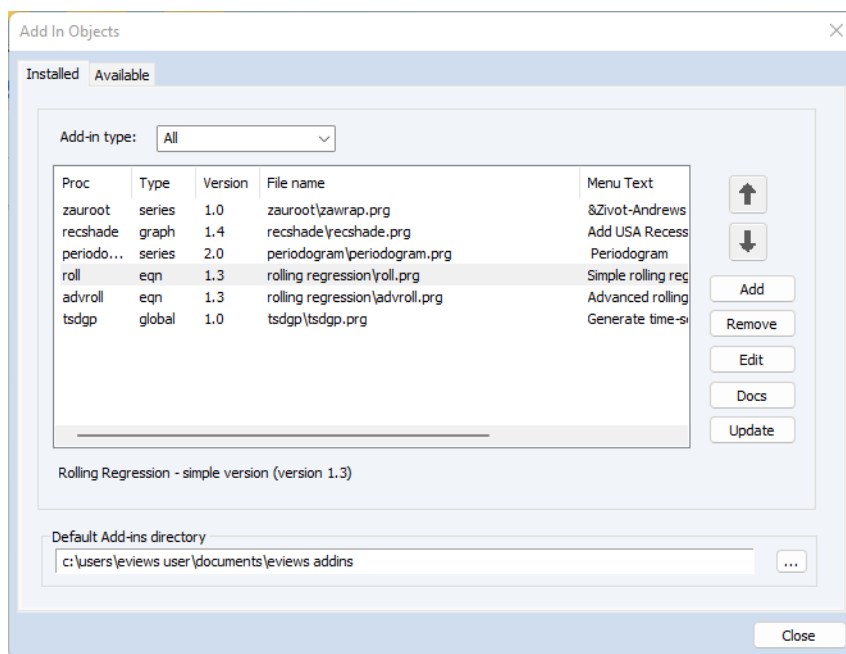 Add In Objects
Installed Available
Add-in type: All
Proc Type Version File name Menu Text
zauroot series 1.0 zauroot\zawrap.prg &Zivot-Andrews
recshade graph 1.4 recshade\recshade.prg Add USA Recess
periodo... series 2.0 periodogram\periodogram.prg Periodogram
roll eqn 1.3 rolling regression\roll.prg Simple rolling reg
advroll eqn 1.3 rolling regression\advroll.prg Advanced rolling
tsdgp global 1.0 tsdgp\tsdgp.prg Generate time-s
Add
Remove
Edit
Docs
Update
Rolling Regression - simple version (version 1.3)
Default Add-ins directory
c:\users\eviews user\documents\eviews addins ...
Close